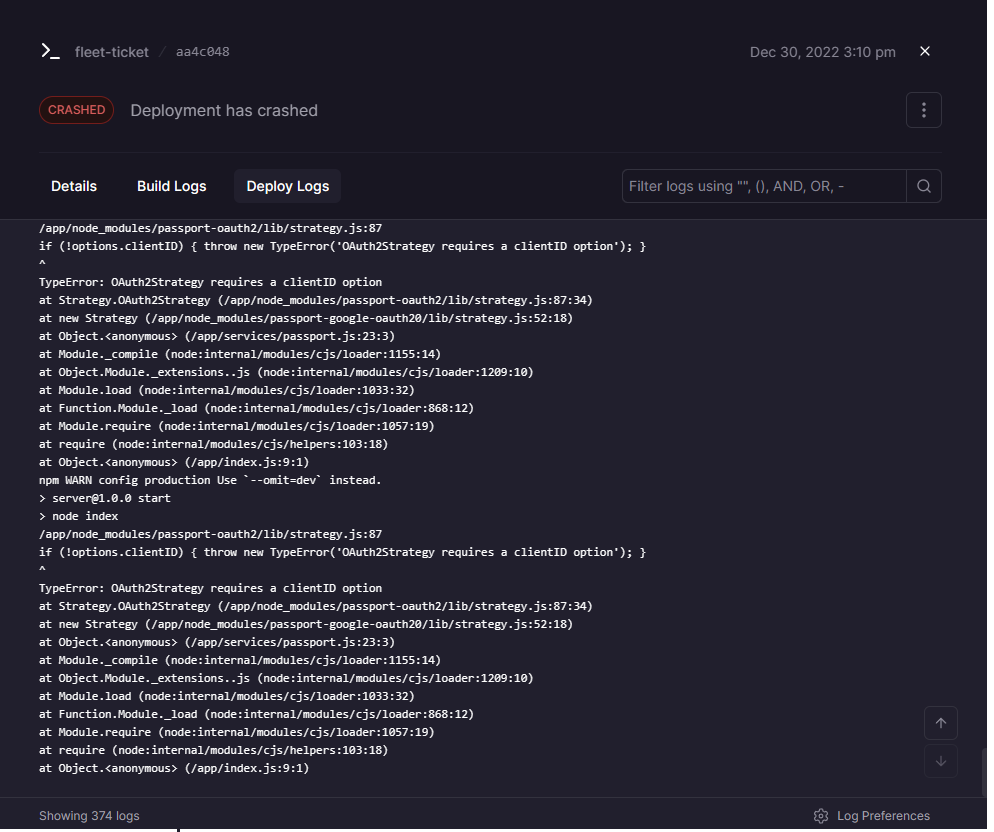 fleet-ticket / aa4c048
Dec 30, 2022 3:10 pm
CRASHED
Deployment has crashed
Details
Build Logs
Deploy Logs
Filter logs using "", (), AND, OR, -
/app/node_modules/passport-oauth2/lib/strategy.js:87
if (!options.clientID) { throw new TypeError('OAuth2Strategy requires a clientID option'); }
^
TypeError: OAuth2Strategy requires a clientID option
at Strategy.OAuth2Strategy (/app/node_modules/passport-oauth2/lib/strategy.js:87:34)
at new Strategy (/app/node_modules/passport-google-oauth20/lib/strategy.js:52:18)
at Object.<anonymous> (/app/services/passport.js:23:3)
at Module._compile (node:internal/modules/cjs/loader:1155:14)
at Object.Module._extensions..js (node:internal/modules/cjs/loader:1209:10)
at Module.load (node:internal/modules/cjs/loader:1033:32)
at Function.Module._load (node:internal/modules/cjs/loader:868:12)
at Module.require (node:internal/modules/cjs/loader:1057:19)
at require (node:internal/modules/cjs/helpers:103:18)
at Object.<anonymous> (/app/index.js:9:1)
npm WARN config production Use `--omit=dev` instead.
> server@1.0.0 start
> node index
/app/node_modules/passport-oauth2/lib/strategy.js:87
if (!options.clientID) { throw new TypeError('OAuth2Strategy requires a clientID option'); }
^
TypeError: OAuth2Strategy requires a clientID option
at Strategy.OAuth2Strategy (/app/node_modules/passport-oauth2/lib/strategy.js:87:34)
at new Strategy (/app/node_modules/passport-google-oauth20/lib/strategy.js:52:18)
at Object.<anonymous> (/app/services/passport.js:23:3)
at Module._compile (node:internal/modules/cjs/loader:1155:14)
at Object.Module._extensions..js (node:internal/modules/cjs/loader:1209:10)
at Module.load (node:internal/modules/cjs/loader:1033:32)
at Function.Module._load (node:internal/modules/cjs/loader:868:12)
at Module.require (node:internal/modules/cjs/loader:1057:19)
at require (node:internal/modules/cjs/helpers:103:18)
at Object.<anonymous> (/app/index.js:9:1)
Showing 374 logs
Log Preferences